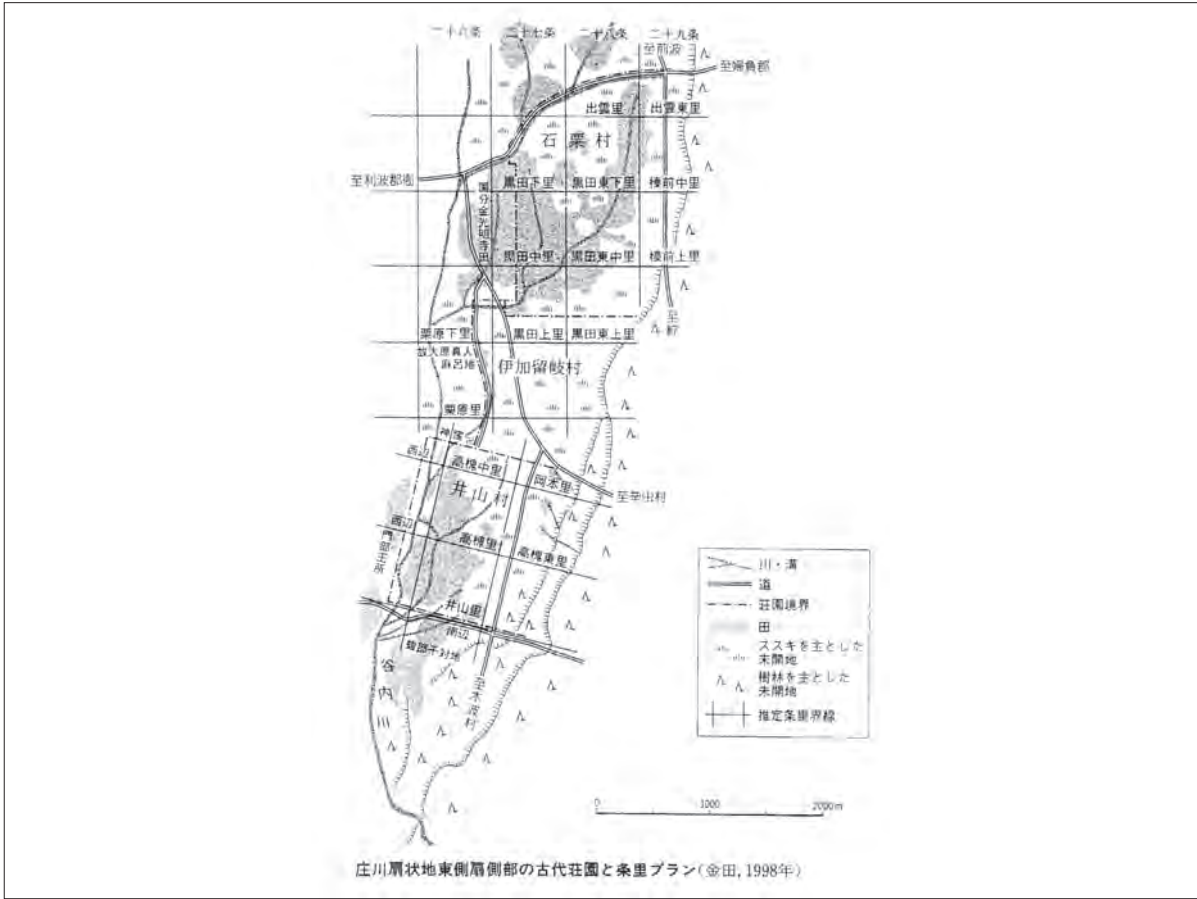 二十六条
二十七条
二十八条
二十九条
至前波
至婦負郡
出雲里
出雲東里
石粟村
至利波郡
黒田下里
黒田東下里
榛前中里
国分金光明寺田
黒田中里
黒田東中里
榛前上里
栗原下里
黒田上里
黒田東上里
故大原真人
麻呂地
伊加留岐村
栗原里
西辺
高槐中里
岡本里
井山村
西辺
高槐里
高槐東里
井山里
南辺
谷内川
川・溝
道
荘園境界
田
ススキを主とした
未開地
樹林を主とした
未開地
推定条里界線
0
1000
2000m
庄川扇状地東側扇側部の古代荘園と条里プラン(金田,1998年)